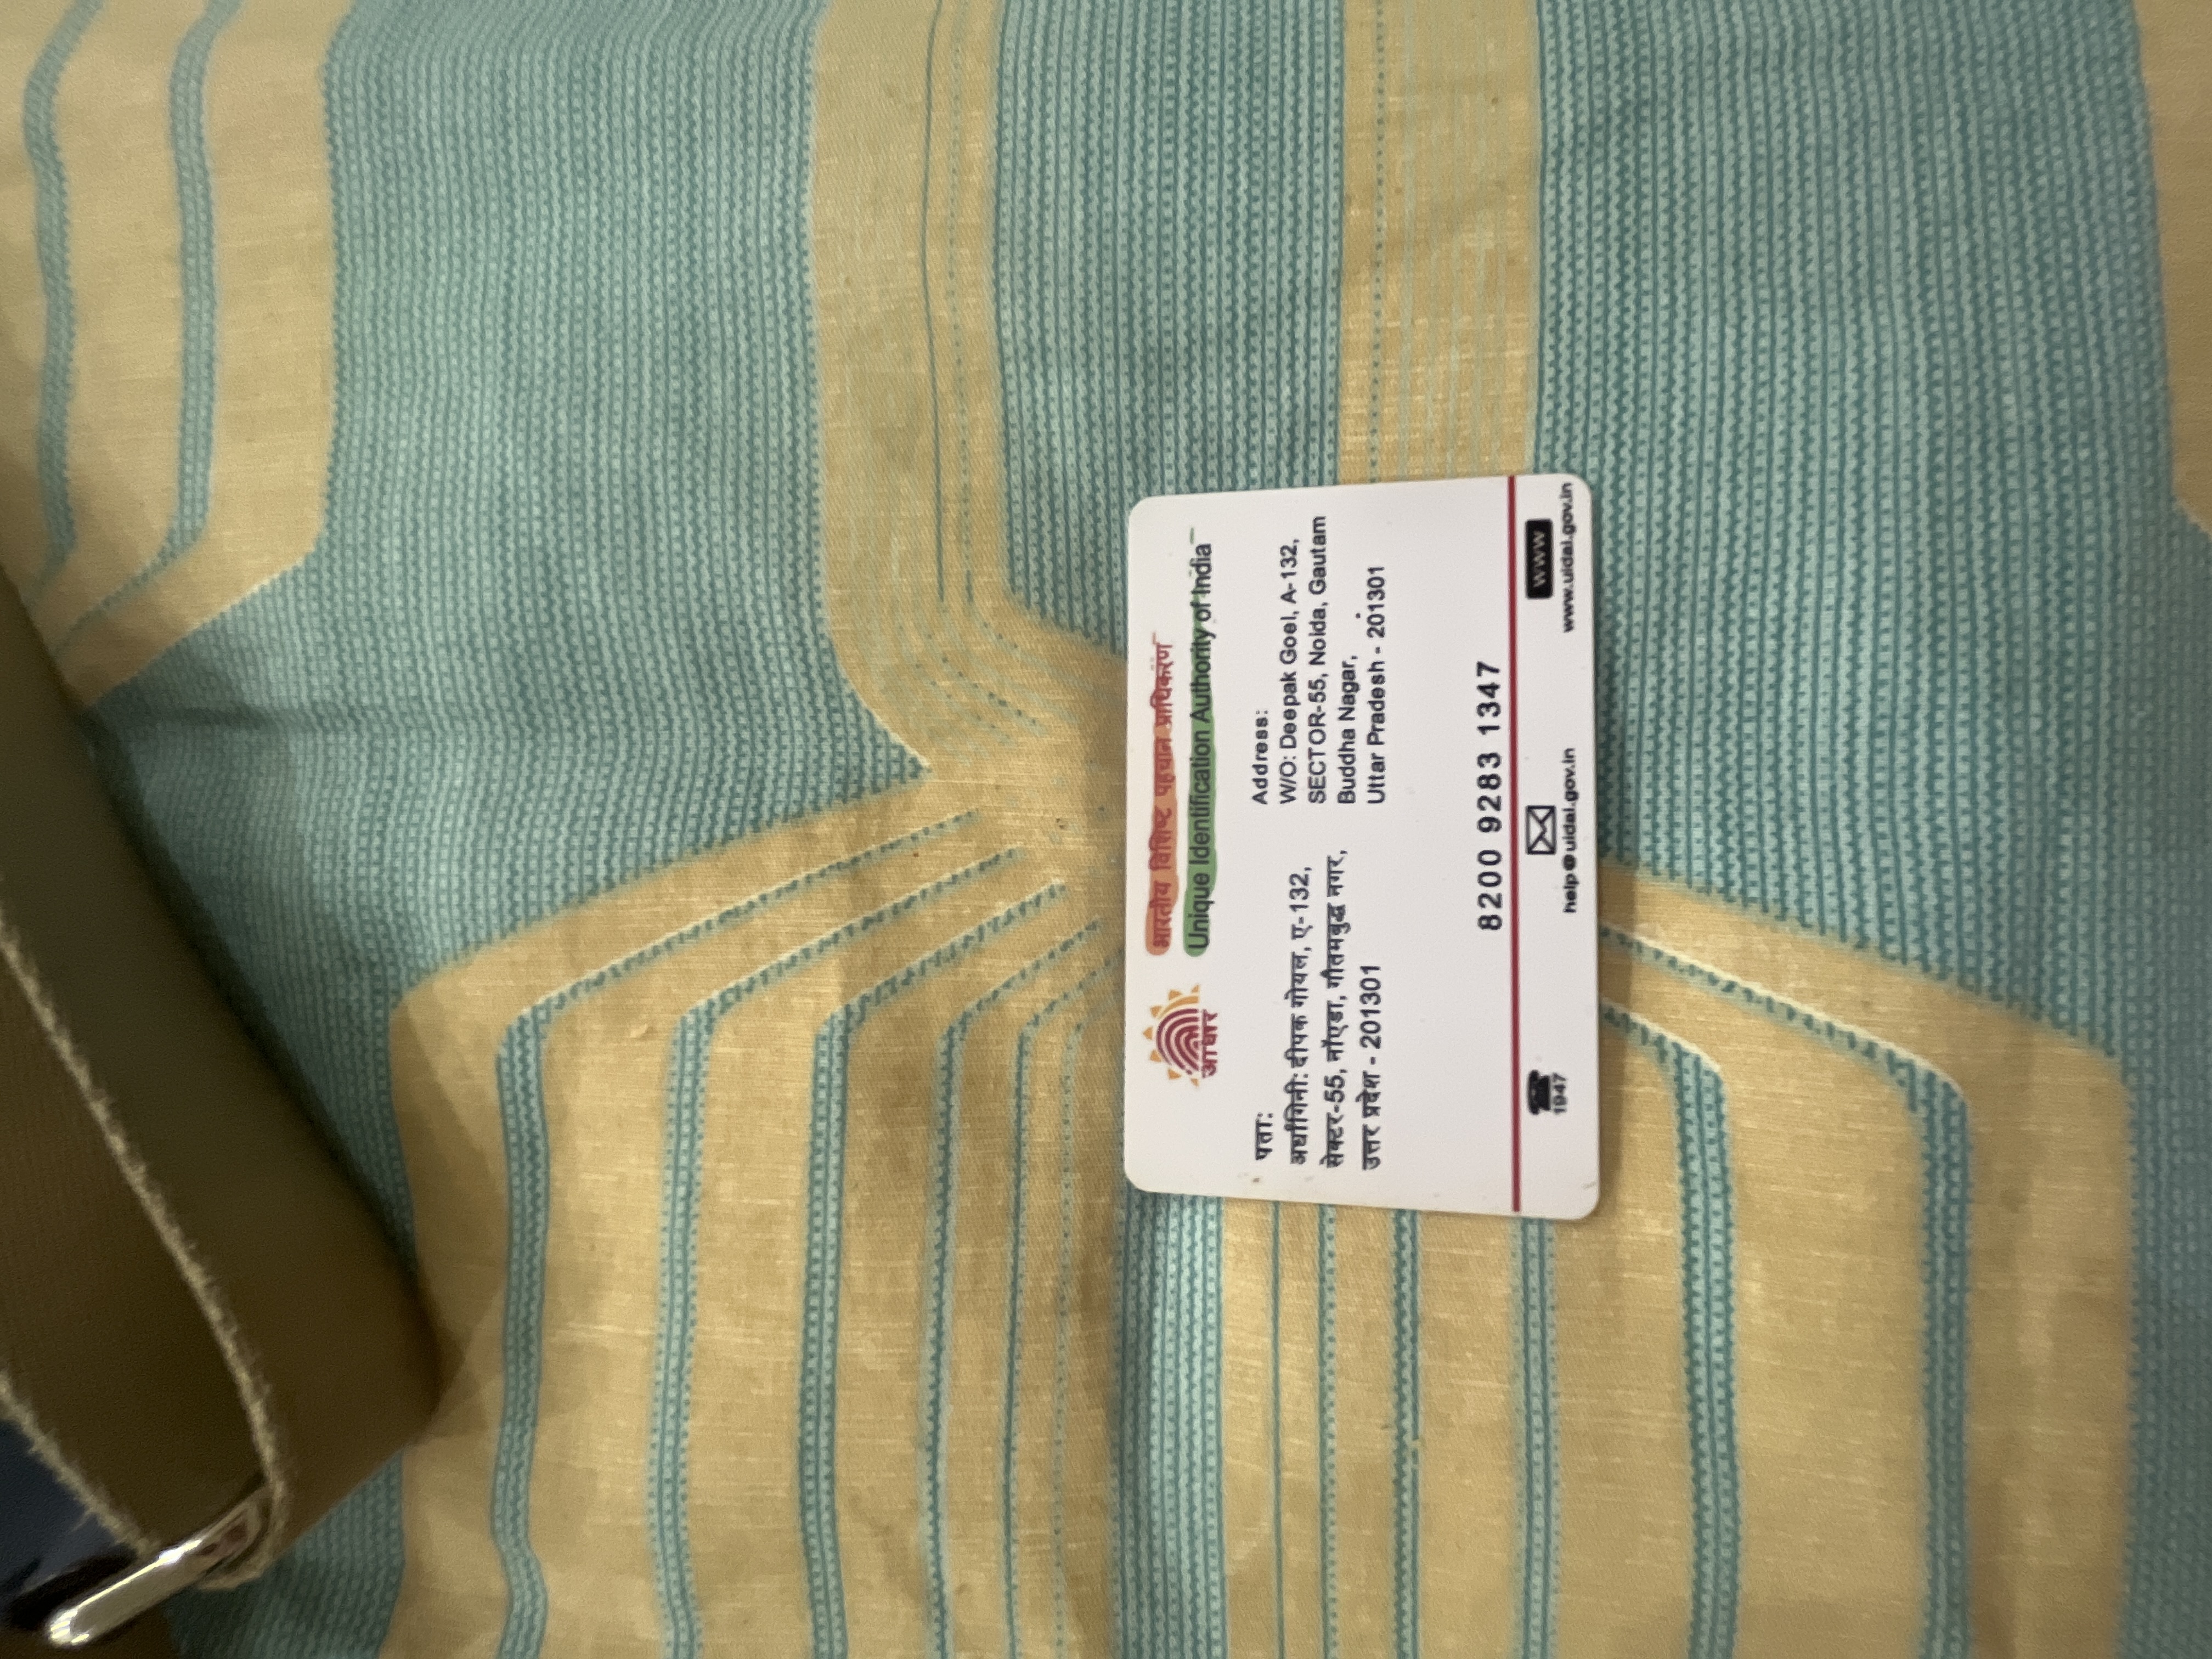 आधार
भारतीय विशिष्ट पहचान प्राधिकरण
Unique Identification Authority of India
पता:
अर्धांगिनी: दीपक गोयल, ए-132,
सेक्टर-55, नॉएडा, गौतमबुद्ध नगर,
उत्तर प्रदेश - 201301
Address:
W/O: Deepak Goel, A-132,
SECTOR-55, Noida, Gautam
Buddha Nagar,
Uttar Pradesh - 201301
8200 9283 1347
1947
help@uidai.gov.in
WWW
www.uidai.gov.in